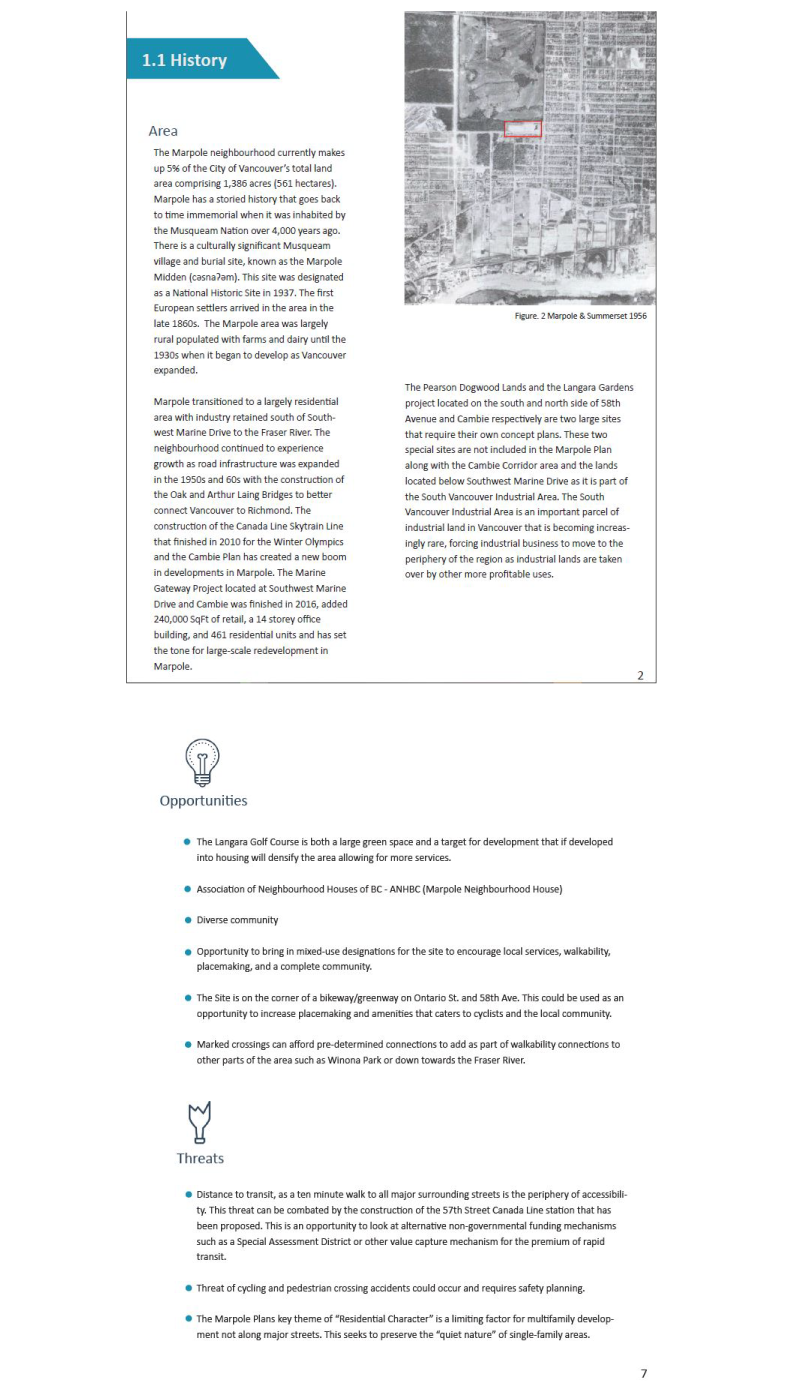 1.1 History
Area
The Marpole neighbourhood currently makes
up 5% of the City of Vancouver's total land
area comprising 1,386 acres (561 hectares).
Marpole has a storied history that goes back
to time immemorial when it was inhabited by
the Musqueam Nation over 4,000 years ago.
There is a culturally significant Musqueam
village and burial site, known as the Marpole
Midden (cəsnaʔəm). This site was designated
as a National Historic Site in 1937. The first
European settlers arrived in the area in the
late 1860s.  The Marpole area was largely
rural populated with farms and dairy until the
1930s when it began to develop as Vancouver
expanded.
Marpole transitioned to a largely residential
area with industry retained south of South-
west Marine Drive to the Fraser River. The
neighbourhood continued to experience
growth as road infrastructure was expanded
in the 1950s and 60s with the construction of
the Oak and Arthur Laing Bridges to better
connect Vancouver to Richmond. The
construction of the Canada Line Skytrain Line
that finished in 2010 for the Winter Olympics
and the Cambie Plan has created a new boom
in developments in Marpole. The Marine
Gateway Project located at Southwest Marine
Drive and Cambie was finished in 2016, added
240,000 SqFt of retail, a 14 storey office
building, and 461 residential units and has set
the tone for large-scale redevelopment in
Marpole.
Figure. 2 Marpole & Summerset 1956
The Pearson Dogwood Lands and the Langara Gardens
project located on the south and north side of 58th
Avenue and Cambie respectively are two large sites
that require their own concept plans. These two
special sites are not included in the Marpole Plan
along with the Cambie Corridor area and the lands
located below Southwest Marine Drive as it is part of
the South Vancouver Industrial Area. The South
Vancouver Industrial Area is an important parcel of
industrial land in Vancouver that is becoming increas-
ingly rare, forcing industrial business to move to the
periphery of the region as industrial lands are taken
over by other more profitable uses.
2
Opportunities
The Langara Golf Course is both a large green space and a target for development that if developed
into housing will densify the area allowing for more services.
Association of Neighbourhood Houses of BC - ANHBC (Marpole Neighbourhood House)
Diverse community
Opportunity to bring in mixed-use designations for the site to encourage local services, walkability,
placemaking, and a complete community.
The Site is on the corner of a bikeway/greenway on Ontario St. and 58th Ave. This could be used as an
opportunity to increase placemaking and amenities that caters to cyclists and the local community.
Marked crossings can afford pre-determined connections to add as part of walkability connections to
other parts of the area such as Winona Park or down towards the Fraser River.
Threats
Distance to transit, as a ten minute walk to all major surrounding streets is the periphery of accessibili-
ty. This threat can be combated by the construction of the 57th Street Canada Line station that has
been proposed. This is an opportunity to look at alternative non-governmental funding mechanisms
such as a Special Assessment District or other value capture mechanism for the premium of rapid
transit.
Threat of cycling and pedestrian crossing accidents could occur and requires safety planning.
The Marpole Plans key theme of "Residential Character" is a limiting factor for multifamily develop-
ment not along major streets. This seeks to preserve the "quiet nature" of single-family areas.
7